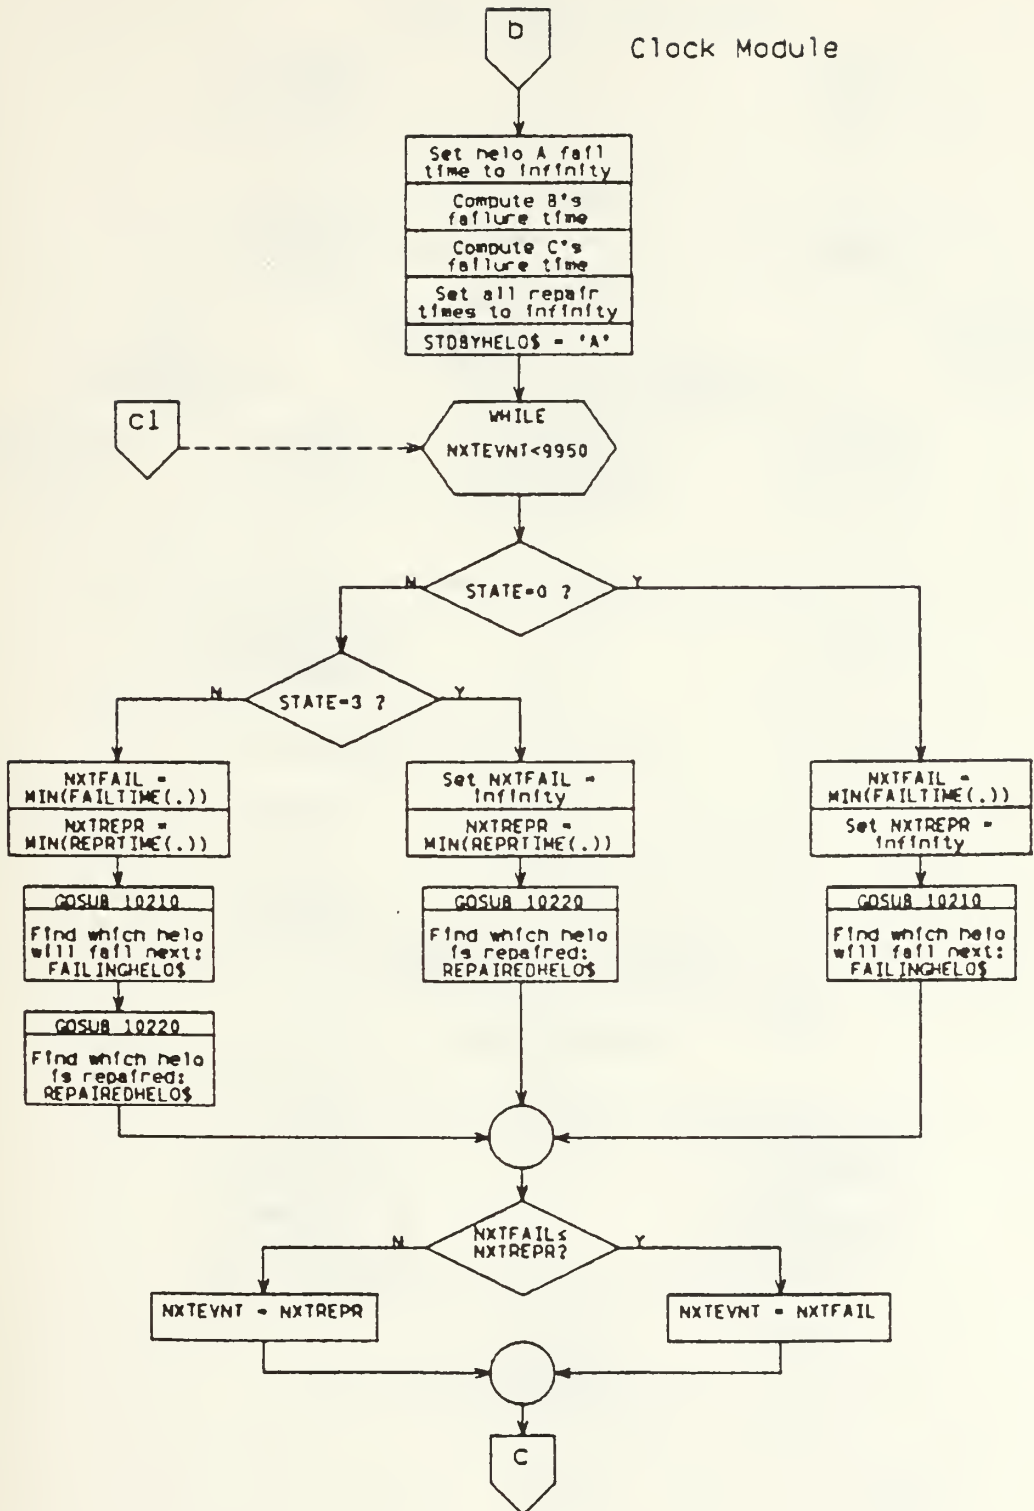 b
Clock Module
Set helo A fail
time to infinity
Compute B's
failure time
Compute C's
failure time
Set all repair
times to infinity
STDBYHELO$ = 'A'
c1
WHILE
NXTEVNT<9950
N
STATE=0 ?
Y
N
STATE=3 ?
Y
NXTFAIL =
MIN(FAILTIME(.))
NXTREPR =
MIN(REPRTIME(.))
GOSUB 10210
Find which helo
will fail next:
FAILINGHELO$
GOSUB 10220
Find which helo
is repaired:
REPAIREDHELO$
Set NXTFAIL =
infinity
NXTREPR =
MIN(REPRTIME(.))
GOSUB 10220
Find which helo
is repaired:
REPAIREDHELO$
NXTFAIL =
MIN(FAILTIME(.))
Set NXTREPR =
infinity
GOSUB 10210
Find which helo
will fail next:
FAILINGHELO$
N
NXTFAIL≤
NXTREPR?
Y
NXTEVNT = NXTREPR
NXTEVNT = NXTFAIL
c